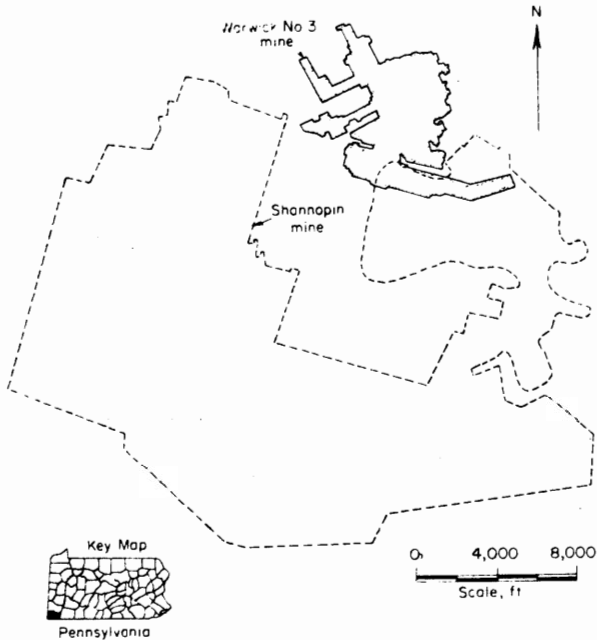 N
Warwick No 3
mine
Shannopin
mine
Key Map
Pennsylvania
0 4,000 8,000
Scale, ft